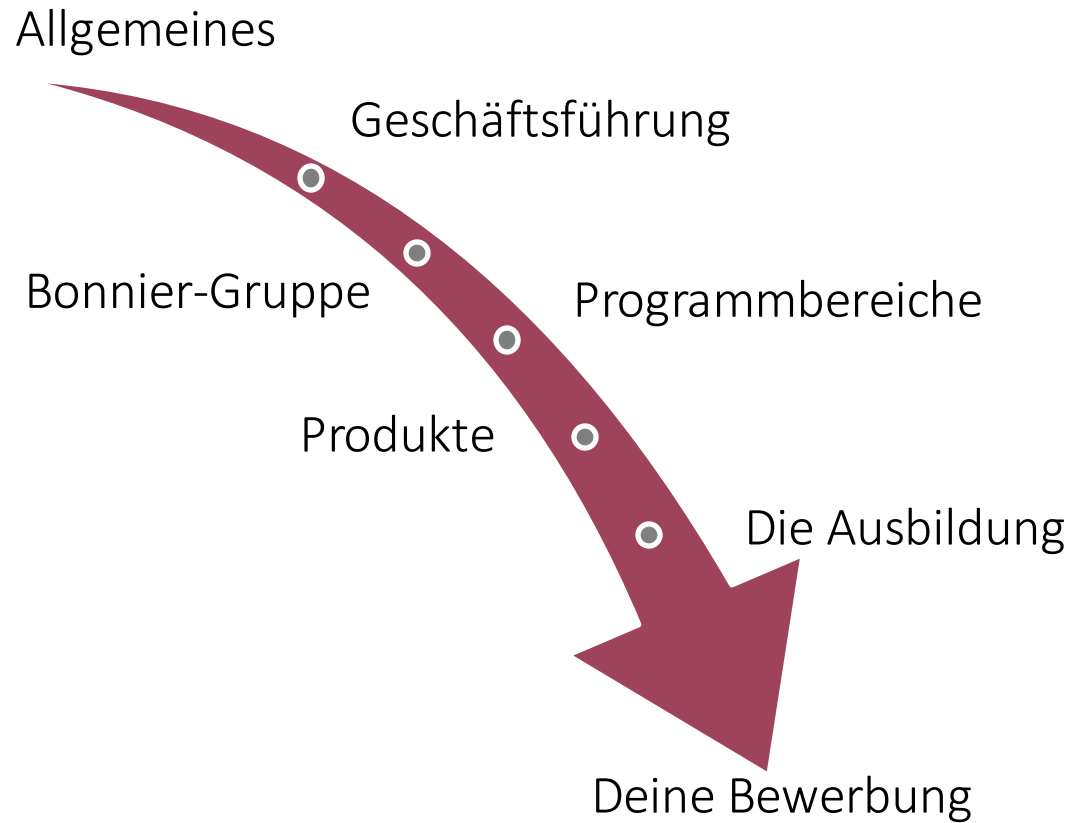 Allgemeines
Geschäftsführung
Bonnier-Gruppe
Programmbereiche
Produkte
Die Ausbildung
Deine Bewerbung